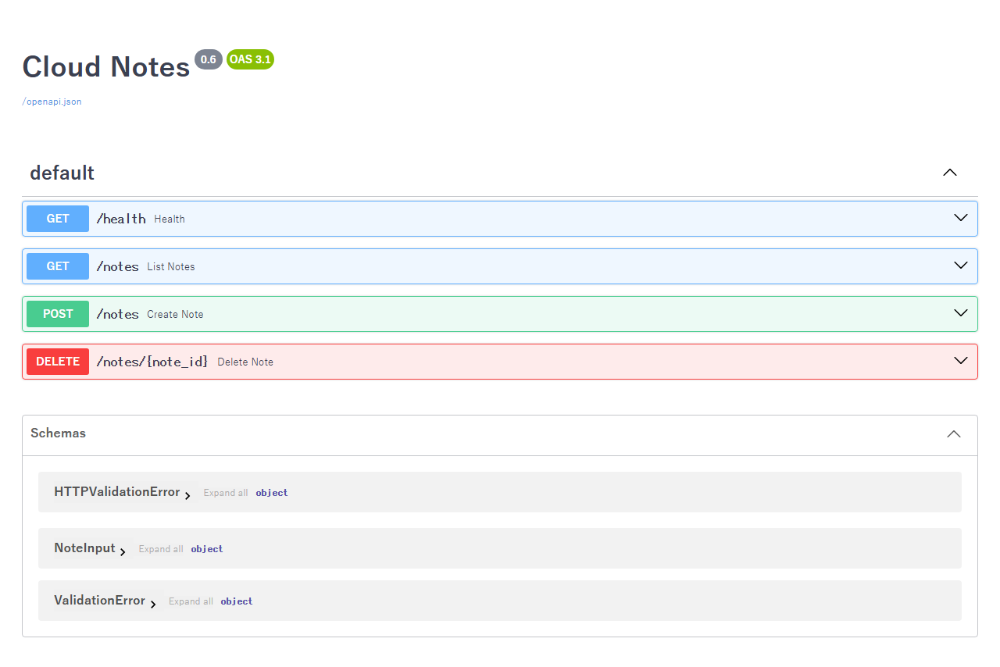 Cloud Notes 0.6 OAS 3.1
/openapi.json
default
GET /health Health
GET /notes List Notes
POST /notes Create Note
DELETE /notes/{note_id} Delete Note
Schemas
HTTPValidationError Expand all object
NoteInput Expand all object
ValidationError Expand all object